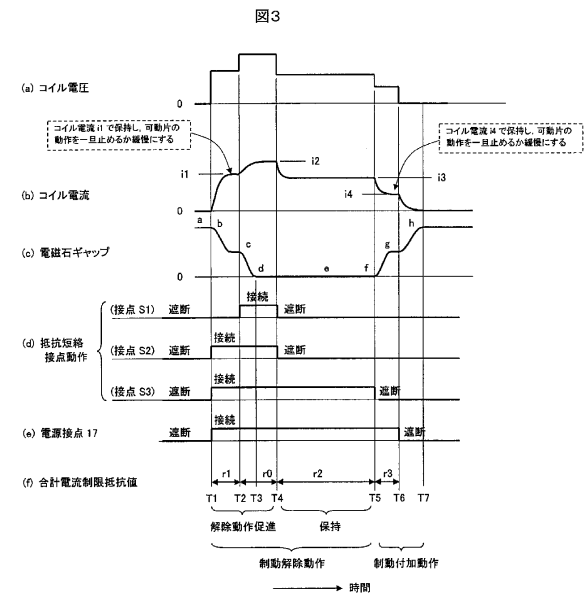 図3
(a) コイル電圧
0
コイル電流 i1 で保持し、可動片の
動作を一旦止めるか緩慢にする
コイル電流 i4 で保持し、可動片の
動作を一旦止めるか緩慢にする
i1
i2
i3
i4
(b) コイル電流
0
a b c d e f g h
(c) 電磁石ギャップ
0
(d) 抵抗短絡
接点動作
(接点 S1) 遮断 接続 遮断
(接点 S2) 遮断 接続 遮断
(接点 S3) 遮断 接続 遮断
(e) 電源接点 17 遮断 接続 遮断
(f) 合計電流制限抵抗値 r1 r0 r2 r3
T1 T2 T3 T4 T5 T6 T7
解除動作促進 保持
制動解除動作 制動付加動作
時間